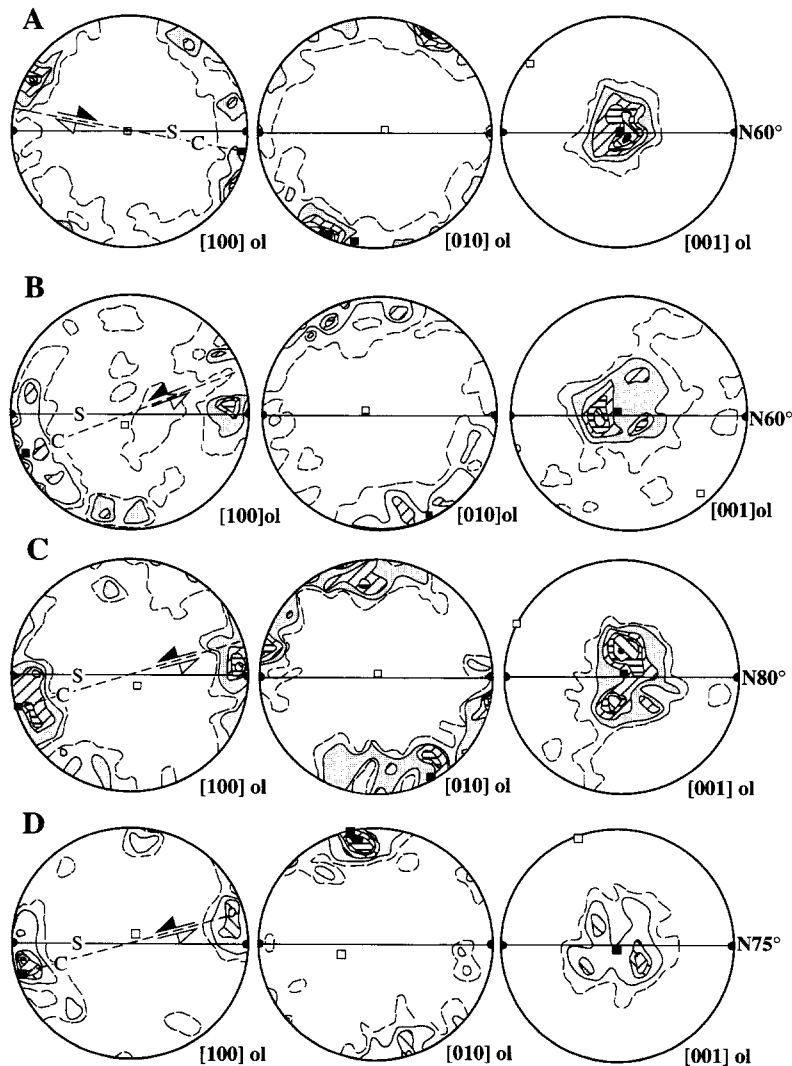 A
S
C
N60°
[100] ol
[010] ol
[001] ol
B
S
C
N60°
[100]ol
[010] ol
[001]ol
C
S
C
N80°
[100] ol
[010] ol
[001] ol
D
S
C
N75°
[100] ol
[010] ol
[001] ol